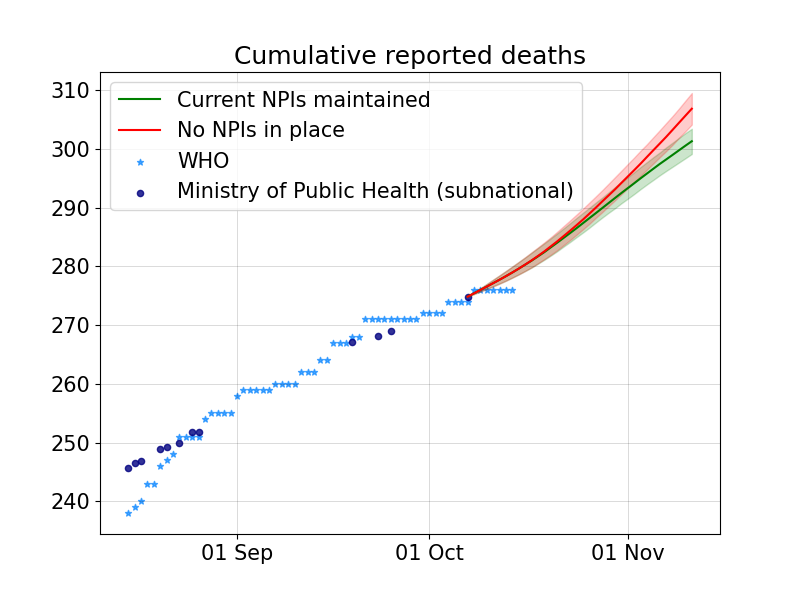 Cumulative reported deaths
Current NPIs maintained
No NPIs in place
WHO
Ministry of Public Health (subnational)
310
300
290
280
270
260
250
240
01 Sep
01 Oct
01 Nov